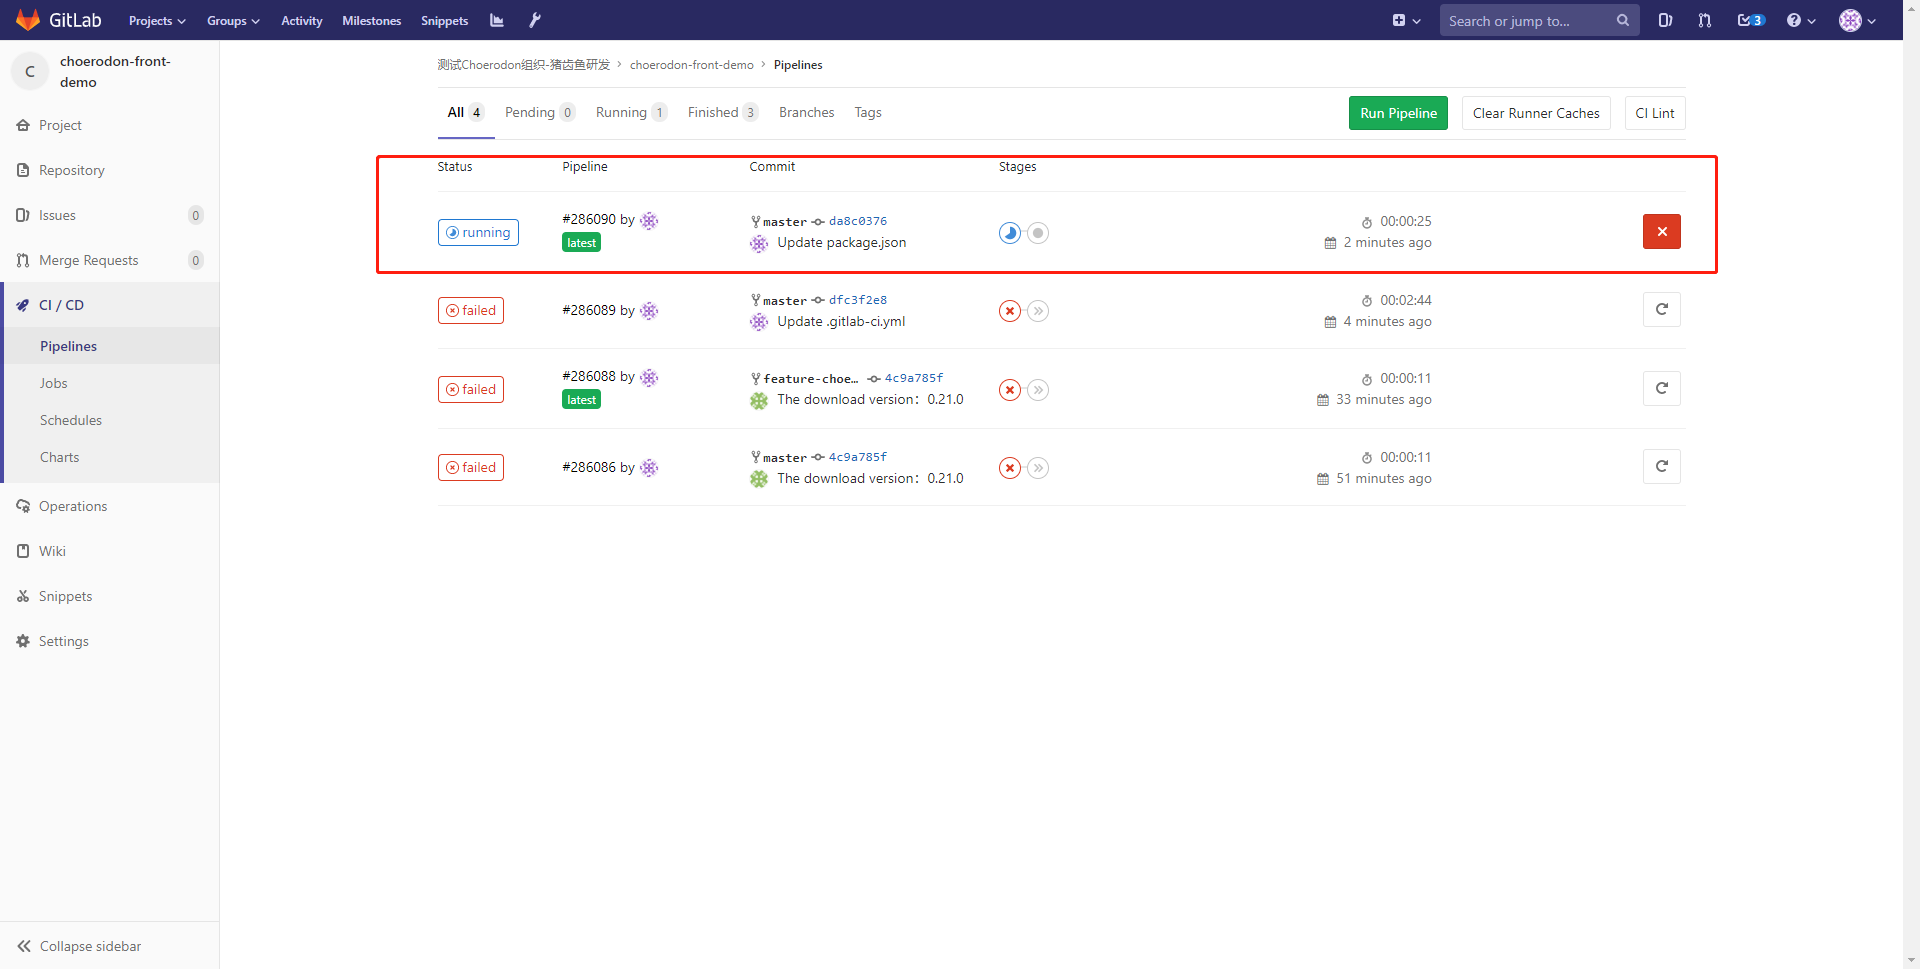 GitLab Projects Groups Activity Milestones Snippets Search or jump to... 3
C choerodon-front-
demo
Project
Repository
Issues 0
Merge Requests 0
CI / CD
Pipelines
Jobs
Schedules
Charts
Operations
Wiki
Snippets
Settings
Collapse sidebar
测试Choerodon组织-猪齿鱼研发 › choerodon-front-demo › Pipelines
All 4 Pending 0 Running 1 Finished 3 Branches Tags Run Pipeline Clear Runner Caches CI Lint
Status Pipeline Commit Stages
running #286090 by latest master da8c0376 00:00:25
Update package.json 2 minutes ago
failed #286089 by master dfc3f2e8 00:02:44
Update .gitlab-ci.yml 4 minutes ago
failed #286088 by latest feature-choe… 4c9a785f 00:00:11
The download version：0.21.0 33 minutes ago
failed #286086 by master 4c9a785f 00:00:11
The download version：0.21.0 51 minutes ago